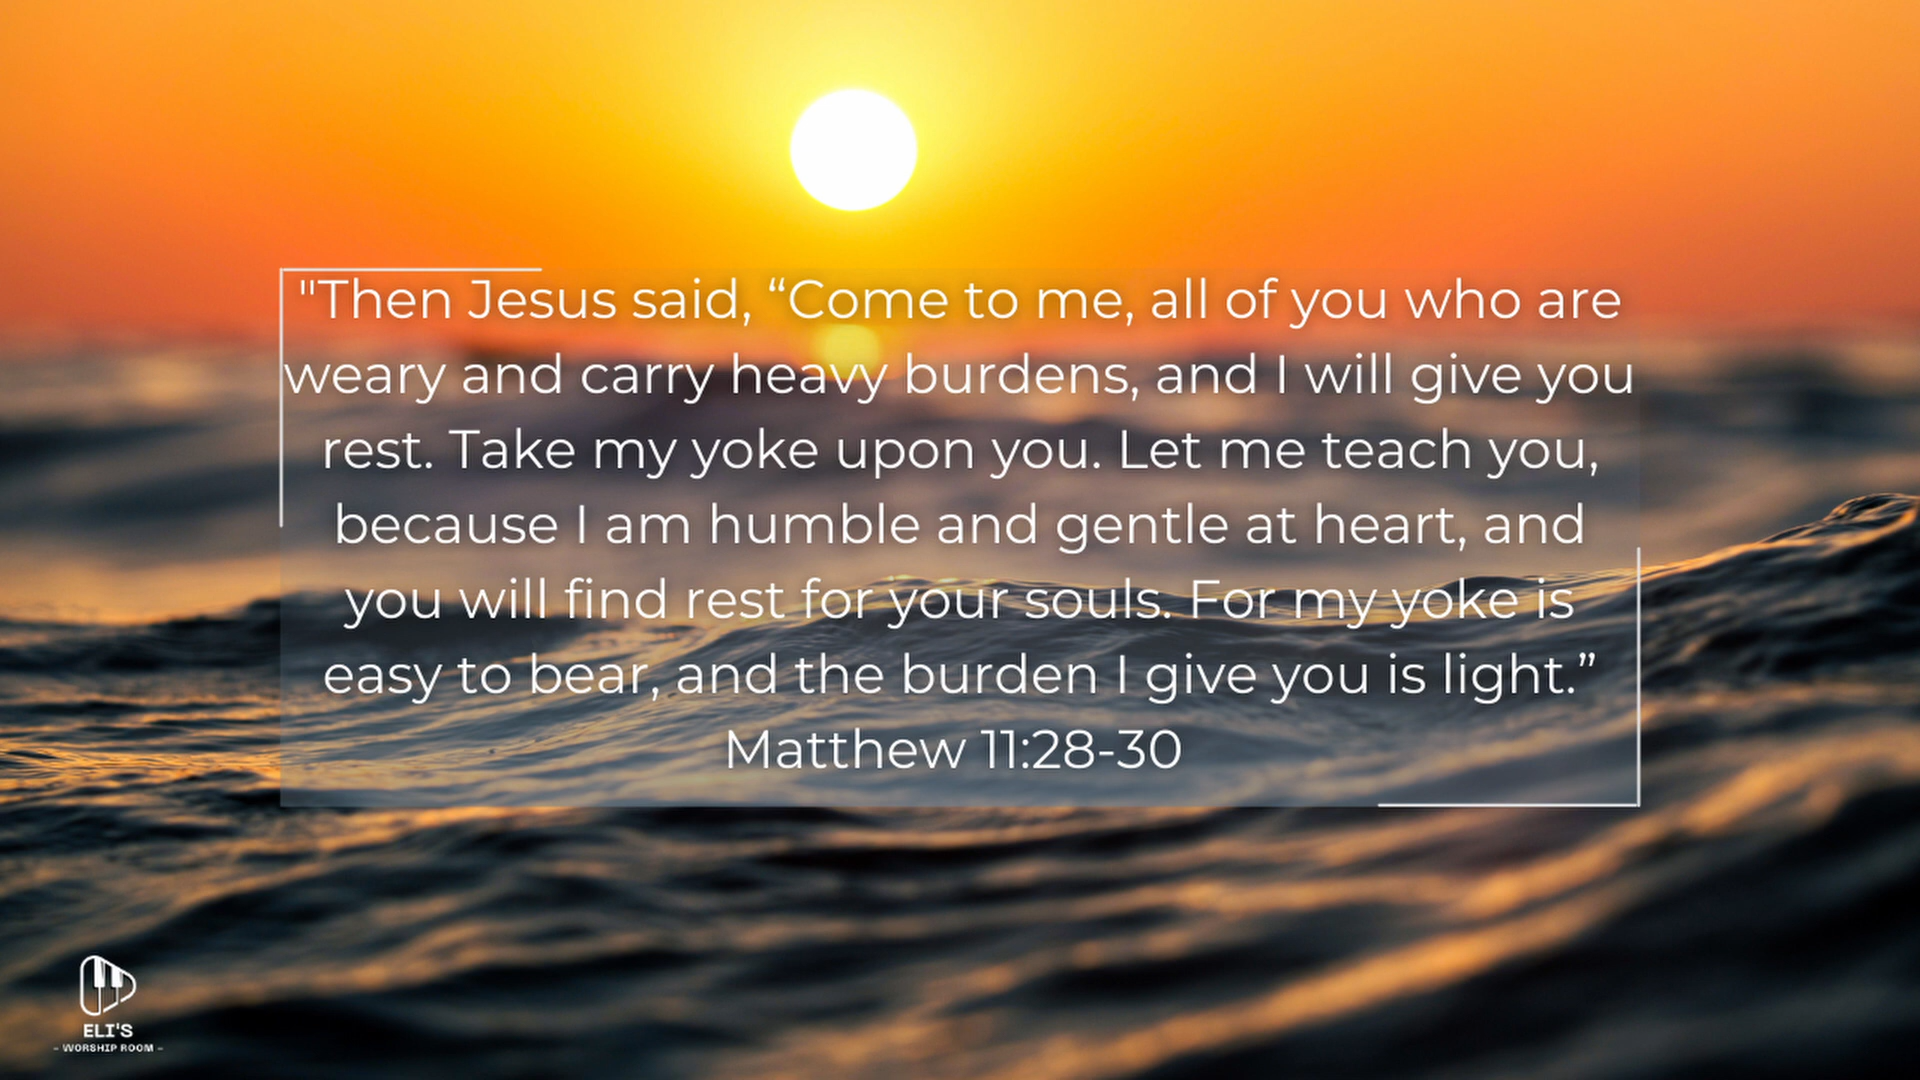 "Then Jesus said, “Come to me, all of you who are
weary and carry heavy burdens, and I will give you
rest. Take my yoke upon you. Let me teach you,
because I am humble and gentle at heart, and
you will find rest for your souls. For my yoke is
easy to bear, and the burden I give you is light.”
Matthew 11:28-30
ELI'S
- WORSHIP ROOM -